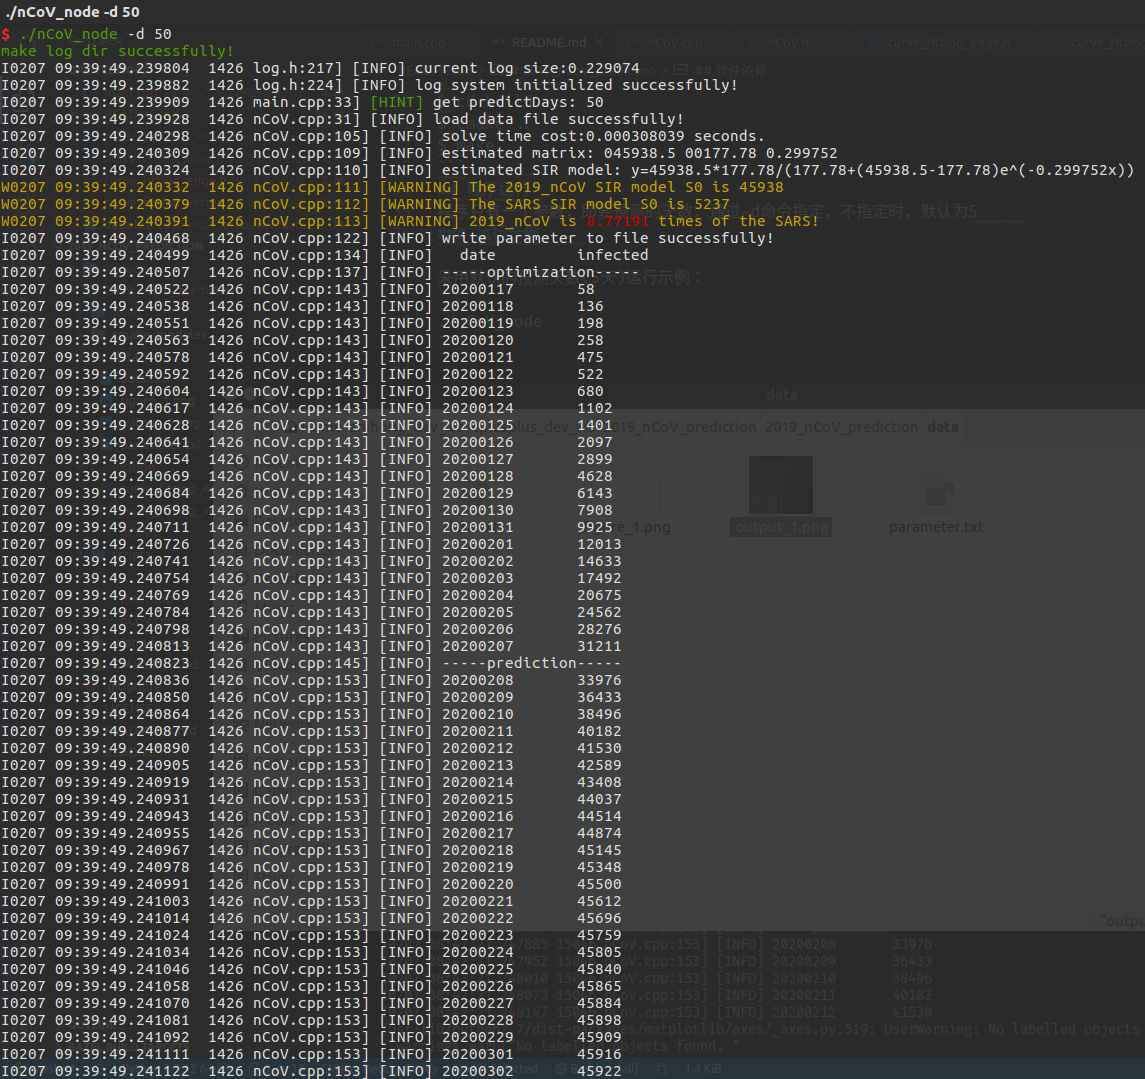 ./nCoV_node -d 50
$ ./nCoV_node -d 50
make log dir successfully!
I0207 09:39:49.239804  1426 log.h:217] [INFO] current log size:0.229074
I0207 09:39:49.239882  1426 log.h:224] [INFO] log system initialized successfully!
I0207 09:39:49.239909  1426 main.cpp:33] [HINT] get predictDays: 50
I0207 09:39:49.239928  1426 nCoV.cpp:31] [INFO] load data file successfully!
I0207 09:39:49.240298  1426 nCoV.cpp:105] [INFO] solve time cost:0.000308039 seconds.
I0207 09:39:49.240309  1426 nCoV.cpp:109] [INFO] estimated matrix: 045938.5 00177.78 0.299752
I0207 09:39:49.240324  1426 nCoV.cpp:110] [INFO] estimated SIR model: y=45938.5*177.78/(177.78+(45938.5-177.78)e^(-0.299752x))
W0207 09:39:49.240332  1426 nCoV.cpp:111] [WARNING] The 2019_nCoV SIR model S0 is 45938
W0207 09:39:49.240379  1426 nCoV.cpp:112] [WARNING] The SARS SIR model S0 is 5237
W0207 09:39:49.240391  1426 nCoV.cpp:113] [WARNING] 2019_nCoV is 8.77191 times of the SARS!
I0207 09:39:49.240468  1426 nCoV.cpp:122] [INFO] write parameter to file successfully!
I0207 09:39:49.240499  1426 nCoV.cpp:134] [INFO]   date         infected
I0207 09:39:49.240507  1426 nCoV.cpp:137] [INFO] -----optimization-----
I0207 09:39:49.240522  1426 nCoV.cpp:143] [INFO] 20200117       58
I0207 09:39:49.240538  1426 nCoV.cpp:143] [INFO] 20200118       136
I0207 09:39:49.240551  1426 nCoV.cpp:143] [INFO] 20200119       198
I0207 09:39:49.240563  1426 nCoV.cpp:143] [INFO] 20200120       258
I0207 09:39:49.240578  1426 nCoV.cpp:143] [INFO] 20200121       475
I0207 09:39:49.240592  1426 nCoV.cpp:143] [INFO] 20200122       522
I0207 09:39:49.240604  1426 nCoV.cpp:143] [INFO] 20200123       680
I0207 09:39:49.240617  1426 nCoV.cpp:143] [INFO] 20200124       1102
I0207 09:39:49.240628  1426 nCoV.cpp:143] [INFO] 20200125       1401
I0207 09:39:49.240641  1426 nCoV.cpp:143] [INFO] 20200126       2097
I0207 09:39:49.240654  1426 nCoV.cpp:143] [INFO] 20200127       2899
I0207 09:39:49.240669  1426 nCoV.cpp:143] [INFO] 20200128       4628
I0207 09:39:49.240684  1426 nCoV.cpp:143] [INFO] 20200129       6143
I0207 09:39:49.240698  1426 nCoV.cpp:143] [INFO] 20200130       7908
I0207 09:39:49.240711  1426 nCoV.cpp:143] [INFO] 20200131       9925
I0207 09:39:49.240726  1426 nCoV.cpp:143] [INFO] 20200201       12013
I0207 09:39:49.240741  1426 nCoV.cpp:143] [INFO] 20200202       14633
I0207 09:39:49.240754  1426 nCoV.cpp:143] [INFO] 20200203       17492
I0207 09:39:49.240769  1426 nCoV.cpp:143] [INFO] 20200204       20675
I0207 09:39:49.240784  1426 nCoV.cpp:143] [INFO] 20200205       24562
I0207 09:39:49.240798  1426 nCoV.cpp:143] [INFO] 20200206       28276
I0207 09:39:49.240813  1426 nCoV.cpp:143] [INFO] 20200207       31211
I0207 09:39:49.240823  1426 nCoV.cpp:145] [INFO] -----prediction-----
I0207 09:39:49.240836  1426 nCoV.cpp:153] [INFO] 20200208       33976
I0207 09:39:49.240850  1426 nCoV.cpp:153] [INFO] 20200209       36433
I0207 09:39:49.240864  1426 nCoV.cpp:153] [INFO] 20200210       38496
I0207 09:39:49.240877  1426 nCoV.cpp:153] [INFO] 20200211       40182
I0207 09:39:49.240890  1426 nCoV.cpp:153] [INFO] 20200212       41530
I0207 09:39:49.240905  1426 nCoV.cpp:153] [INFO] 20200213       42589
I0207 09:39:49.240919  1426 nCoV.cpp:153] [INFO] 20200214       43408
I0207 09:39:49.240931  1426 nCoV.cpp:153] [INFO] 20200215       44037
I0207 09:39:49.240943  1426 nCoV.cpp:153] [INFO] 20200216       44514
I0207 09:39:49.240955  1426 nCoV.cpp:153] [INFO] 20200217       44874
I0207 09:39:49.240967  1426 nCoV.cpp:153] [INFO] 20200218       45145
I0207 09:39:49.240978  1426 nCoV.cpp:153] [INFO] 20200219       45348
I0207 09:39:49.240991  1426 nCoV.cpp:153] [INFO] 20200220       45500
I0207 09:39:49.241003  1426 nCoV.cpp:153] [INFO] 20200221       45612
I0207 09:39:49.241014  1426 nCoV.cpp:153] [INFO] 20200222       45696
I0207 09:39:49.241024  1426 nCoV.cpp:153] [INFO] 20200223       45759
I0207 09:39:49.241034  1426 nCoV.cpp:153] [INFO] 20200224       45805
I0207 09:39:49.241046  1426 nCoV.cpp:153] [INFO] 20200225       45840
I0207 09:39:49.241058  1426 nCoV.cpp:153] [INFO] 20200226       45865
I0207 09:39:49.241070  1426 nCoV.cpp:153] [INFO] 20200227       45884
I0207 09:39:49.241081  1426 nCoV.cpp:153] [INFO] 20200228       45898
I0207 09:39:49.241092  1426 nCoV.cpp:153] [INFO] 20200229       45909
I0207 09:39:49.241111  1426 nCoV.cpp:153] [INFO] 20200301       45916
I0207 09:39:49.241122  1426 nCoV.cpp:153] [INFO] 20200302       45922
main.cpp README.md nCoV.cpp nCoV.h curve_fitting_edge.h
## 软件依赖
data
2019_nCoV_prediction data
output_1.png parameter.txt